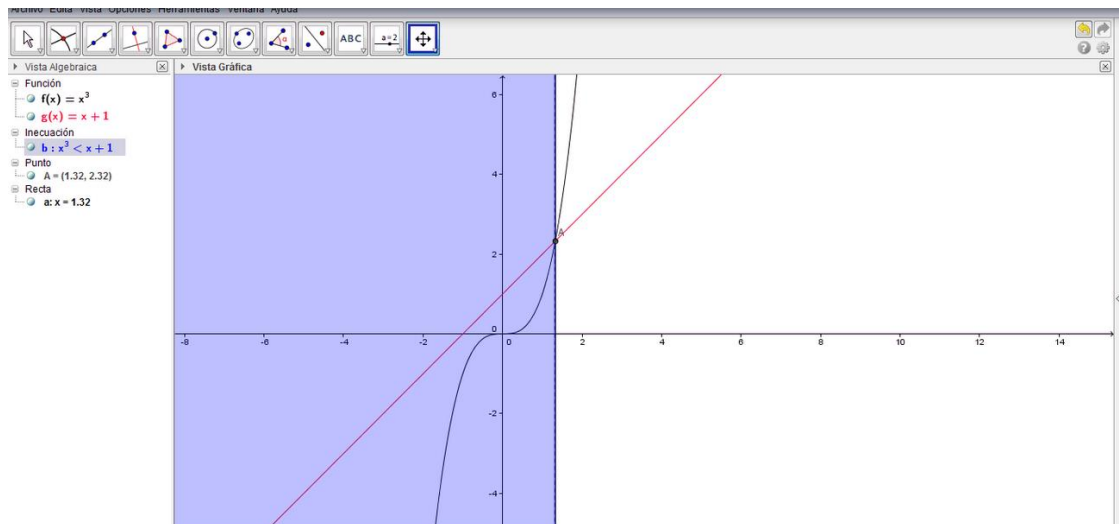 Archivo Edita Vista Opciones Herramientas Ventana Ayuda
ABC
a=2
Vista Algebraica
Vista Gráfica
Función
f(x) = x³
g(x) = x + 1
Inecuación
b : x³ < x + 1
Punto
A = (1.32, 2.32)
Recta
a: x = 1.32
6
4
A
2
0
-8 -6 -4 -2 0 2 4 6 8 10 12 14
-2
-4